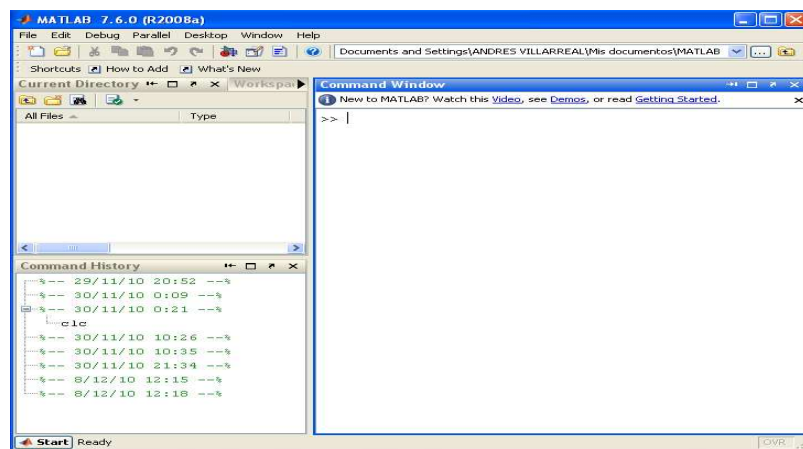 MATLAB 7.6.0 (R2008a)
File Edit Debug Parallel Desktop Window Help
Documents and Settings\ANDRES VILLARREAL\Mis documentos\MATLAB
Shortcuts How to Add What's New
Current Directory Workspa
All Files Type
Command History
%-- 29/11/10 20:52 --%
%-- 30/11/10 0:09 --%
%-- 30/11/10 0:21 --%
clc
%-- 30/11/10 10:26 --%
%-- 30/11/10 10:35 --%
%-- 30/11/10 21:34 --%
%-- 8/12/10 12:15 --%
%-- 8/12/10 12:18 --%
Command Window
New to MATLAB? Watch this Video, see Demos, or read Getting Started.
>>
Start Ready
OVR